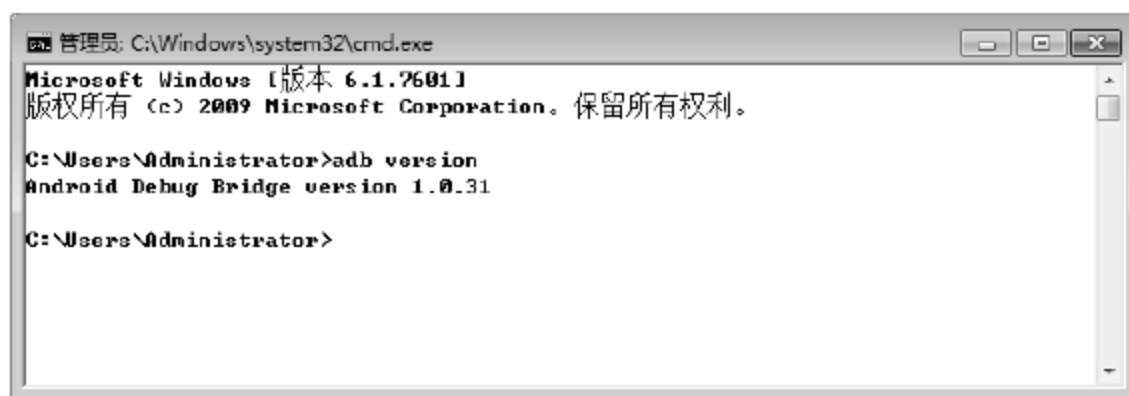 管理员: C:\Windows\system32\cmd.exe
Microsoft Windows [版本 6.1.7601]
版权所有 (c) 2009 Microsoft Corporation。保留所有权利。
C:\Users\Administrator>adb version
Android Debug Bridge version 1.0.31
C:\Users\Administrator>